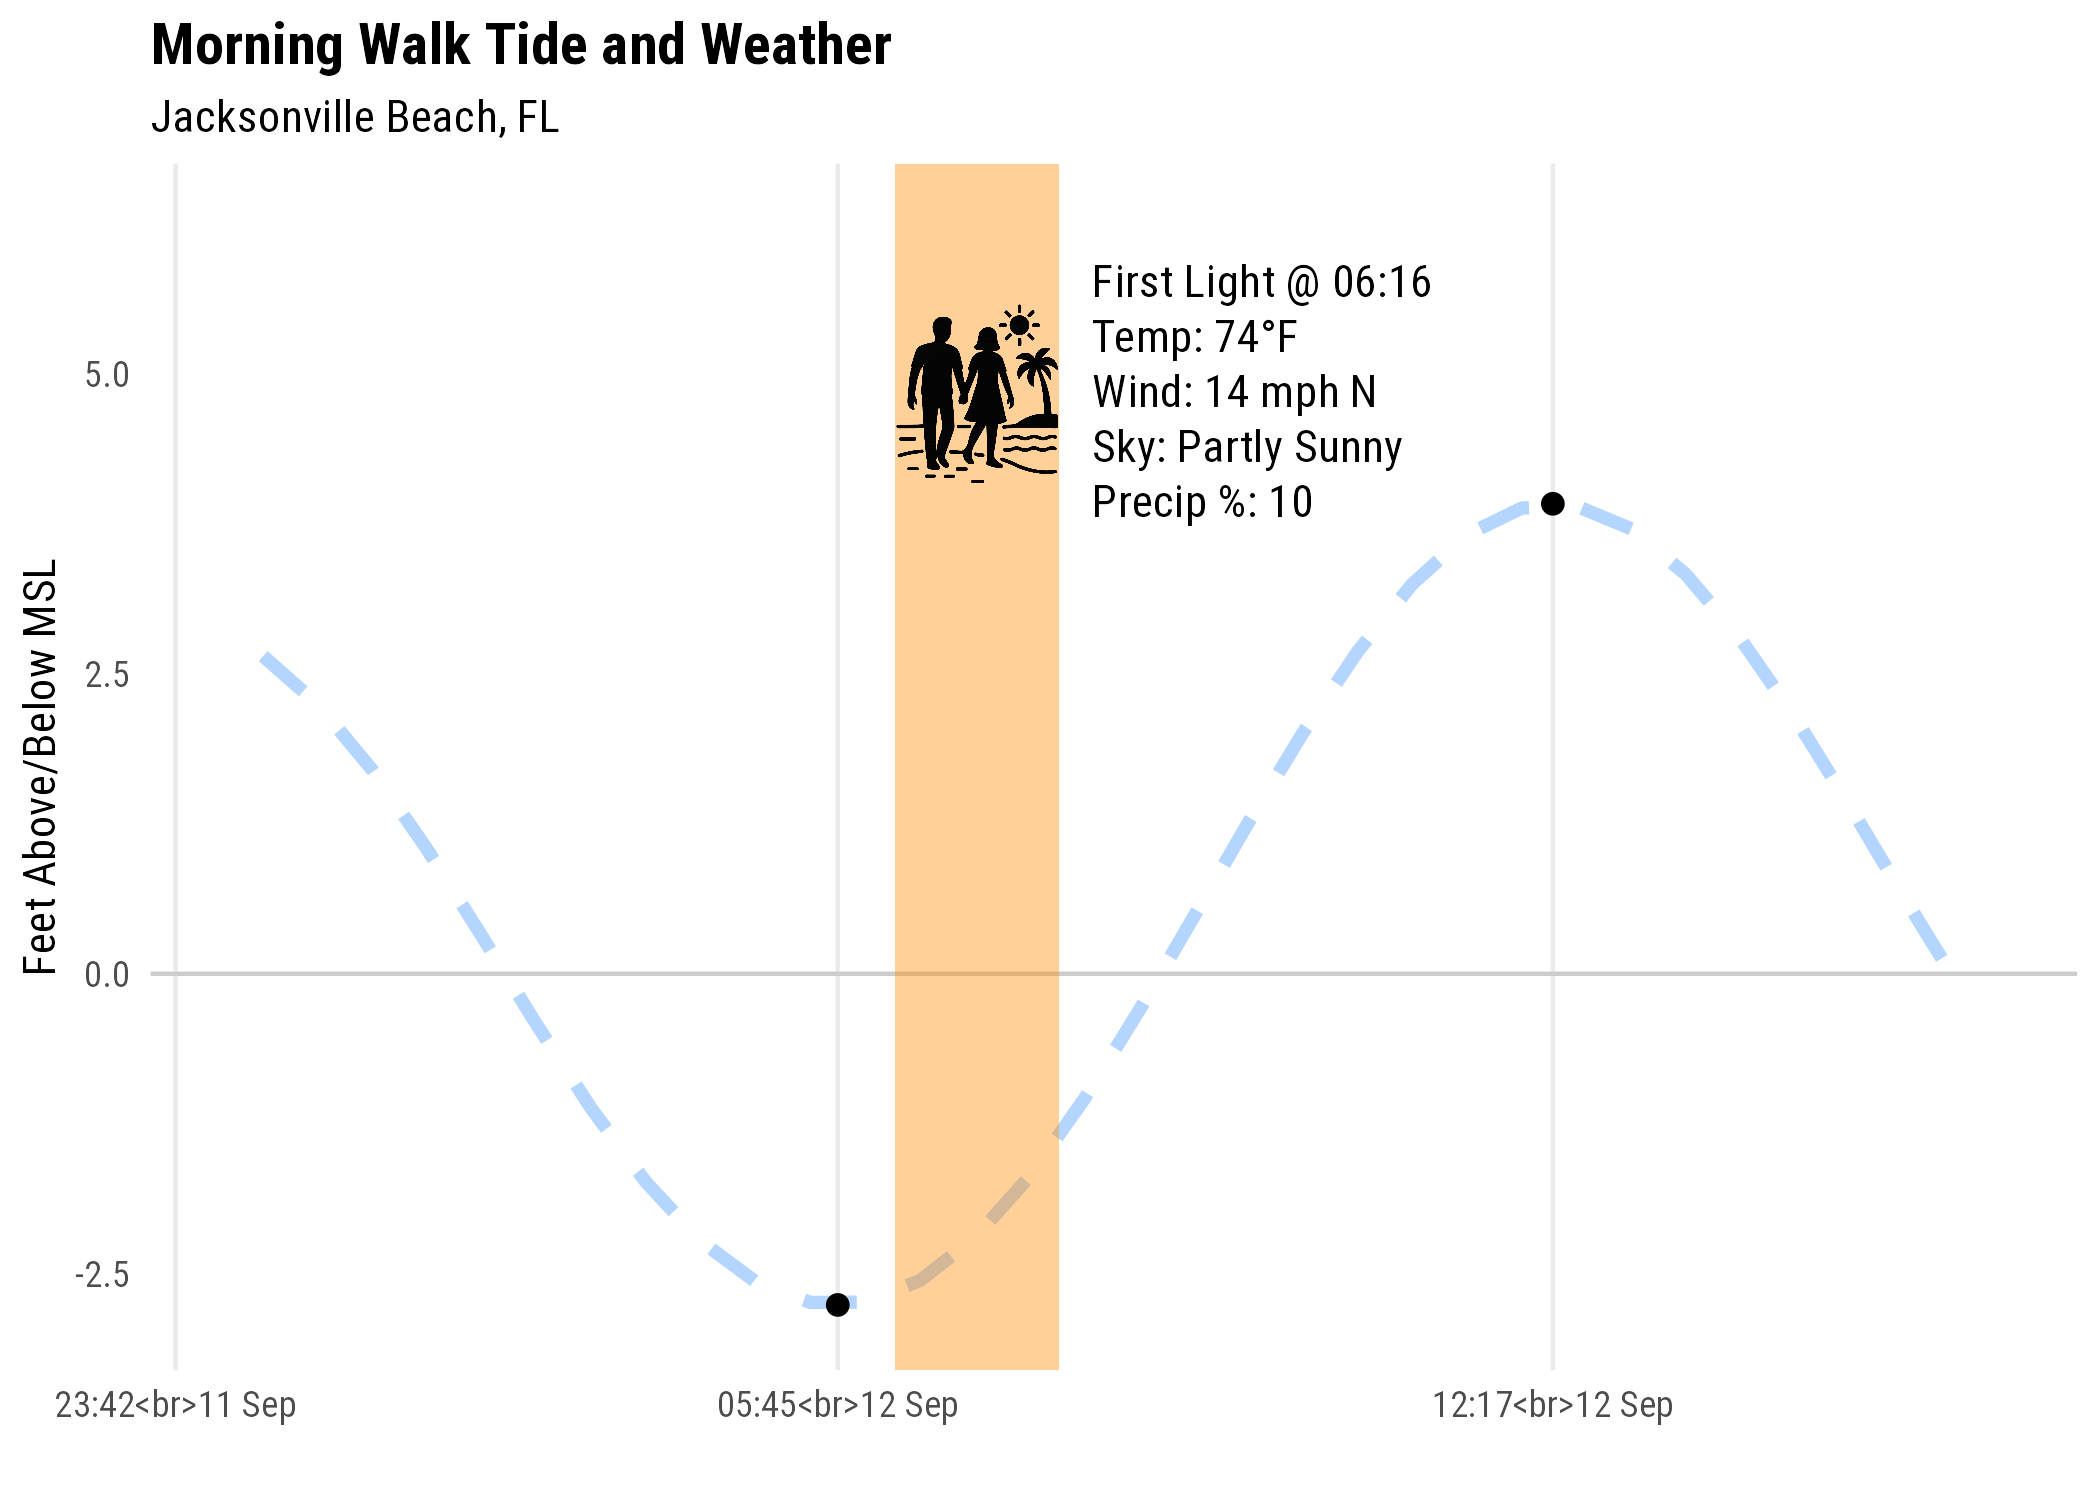 Morning Walk Tide and Weather
Jacksonville Beach, FL
First Light @ 06:16
Temp: 74°F
Wind: 14 mph N
Sky: Partly Sunny
Precip %: 10
Feet Above/Below MSL
5.0
2.5
0.0
-2.5
23:42<br>11 Sep
05:45<br>12 Sep
12:17<br>12 Sep